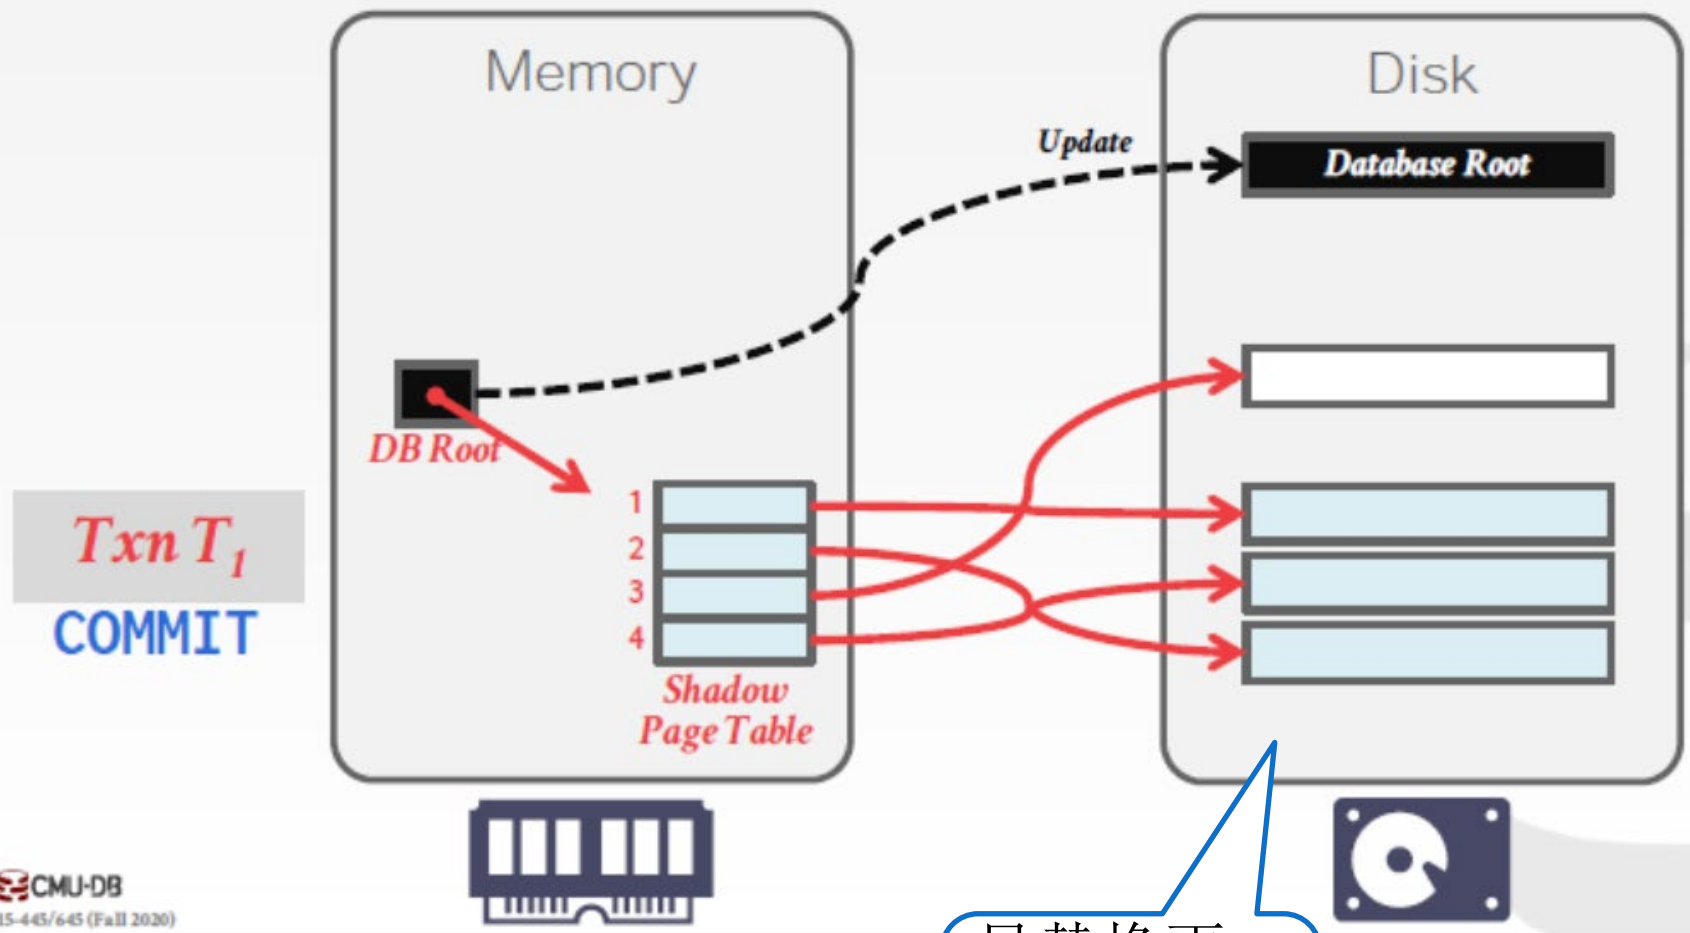 Memory
Disk
Update
Database Root
DB Root
Txn T1
COMMIT
1
2
3
4
Shadow
Page Table
CMU-DB
15-445/645 (Fall 2020)